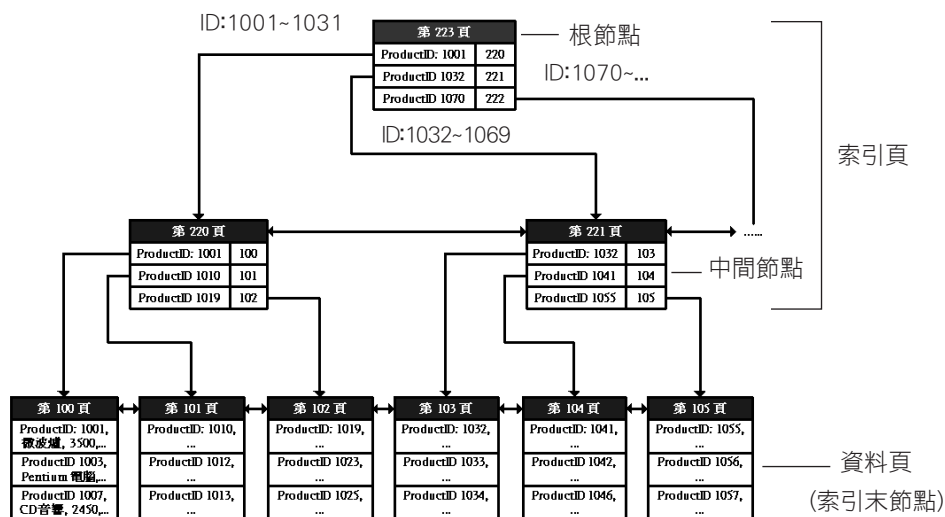 ID:1001~1031
第 223 頁
根節點
ProductID: 1001 220
ProductID 1032 221
ProductID 1070 222
ID:1070~...
ID:1032~1069
索引頁
第 220 頁
ProductID: 1001 100
ProductID 1010 101
ProductID 1019 102
第 221 頁
ProductID: 1032 103
ProductID 1041 104
ProductID 1055 105
......
中間節點
第 100 頁
ProductID: 1001,
微波爐, 3500,...
ProductID 1003,
Pentium 電腦,...
ProductID 1007,
CD音響, 2450,...
第 101 頁
ProductID: 1010,
...
ProductID 1012,
...
ProductID 1013,
...
第 102 頁
ProductID: 1019,
...
ProductID 1023,
...
ProductID 1025,
...
第 103 頁
ProductID: 1032,
...
ProductID 1033,
...
ProductID 1034,
...
第 104 頁
ProductID: 1041,
...
ProductID 1042,
...
ProductID 1046,
...
第 105 頁
ProductID: 1055,
...
ProductID 1056,
...
ProductID 1057,
...
資料頁
(索引末節點)